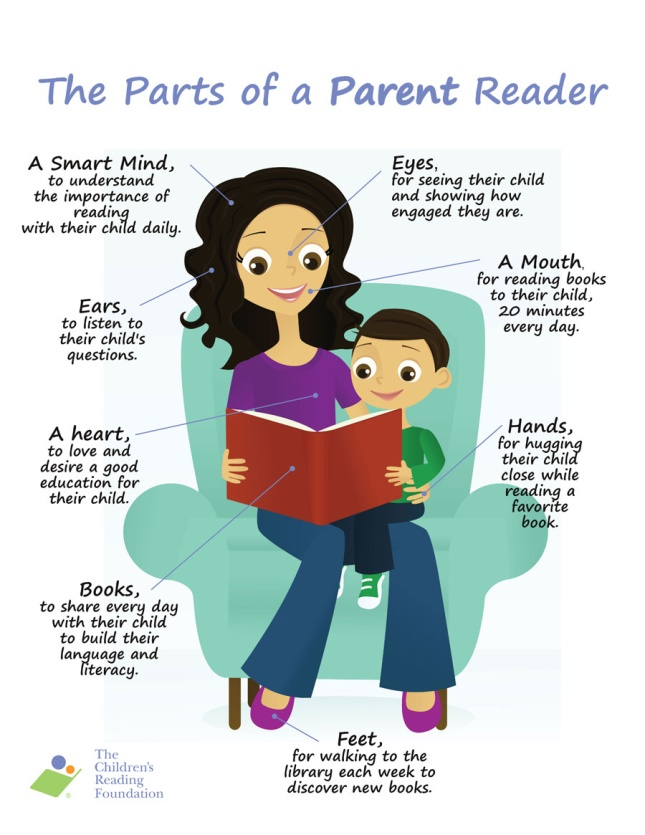 The Parts of a Parent Reader
A Smart Mind,
to understand
the importance of
reading
with their child daily.
Eyes,
for seeing their child
and showing how
engaged they are.
A Mouth,
for reading books
to their child,
20 minutes
every day.
Ears,
to listen to
their child's
questions.
A heart,
to love and
desire a good
education for
their child.
Hands,
for hugging
their child
close while
reading a
favorite
book.
Books,
to share every day
with their child
to build their
language and
literacy.
Feet,
for walking to the
library each week to
discover new books.
The
Children's
Reading
Foundation
®